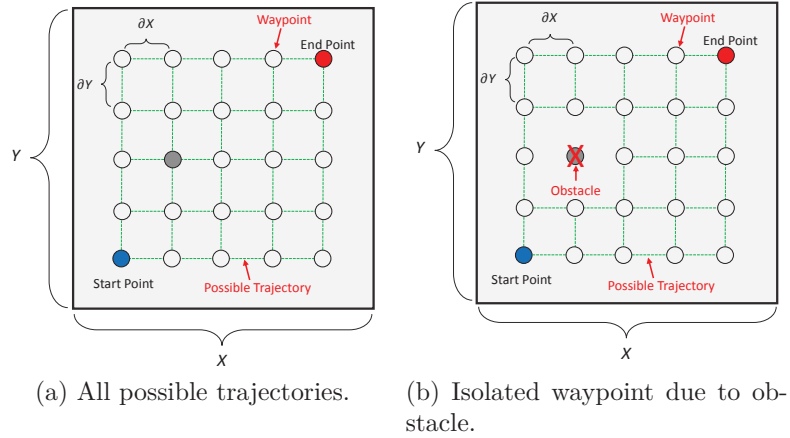 ∂X
Waypoint
End Point
∂Y
Y
Start Point
Possible Trajectory
X
(a) All possible trajectories.
∂X
Waypoint
End Point
∂Y
Y
Obstacle
Start Point
Possible Trajectory
X
(b) Isolated waypoint due to ob-
stacle.